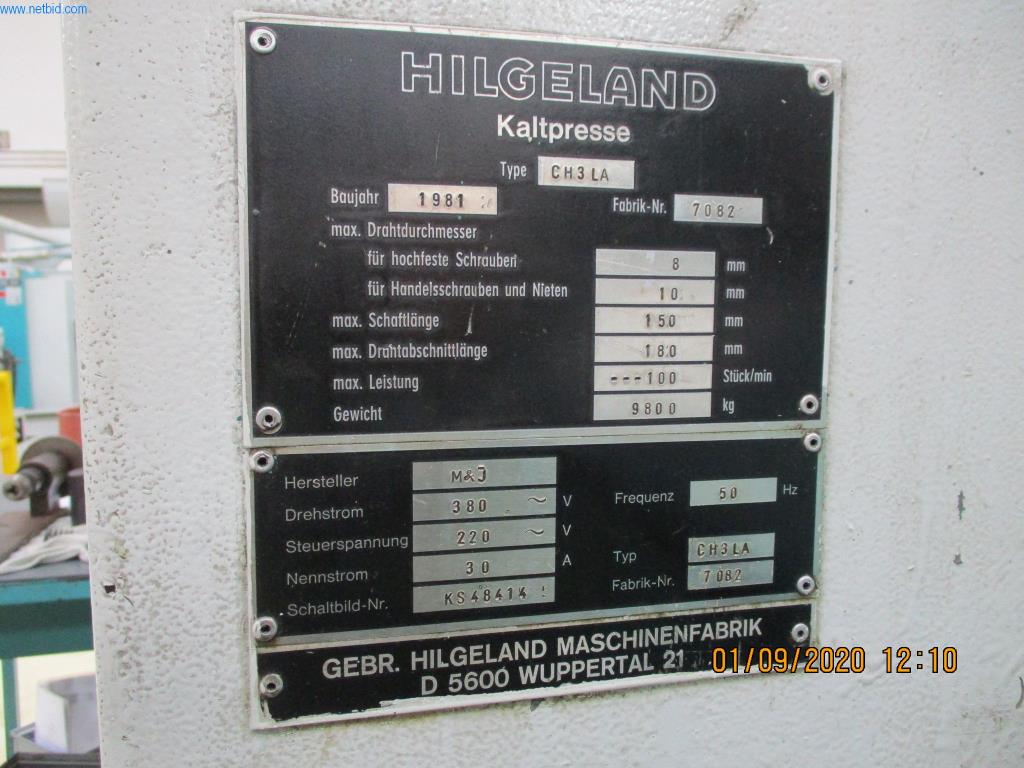 www.netbid.com
HILGELAND
Kaltpresse
Type CH3LA
Baujahr 1981 Fabrik-Nr. 7082
max. Drahtdurchmesser
für hochfeste Schrauben 8 mm
für Handelsschrauben und Nieten 10 mm
max. Schaftlänge 150 mm
max. Drahtabschnittlänge 180 mm
max. Leistung ---100 Stück/min
Gewicht 9800 kg
Hersteller M&J
Drehstrom 380 ~ V Frequenz 50 Hz
Steuerspannung 220 ~ V
Nennstrom 30 A Typ CH3LA
Schaltbild-Nr. KS48414 Fabrik-Nr. 7082
GEBR. HILGELAND MASCHINENFABRIK
D 5600 WUPPERTAL 21
01/09/2020 12:10